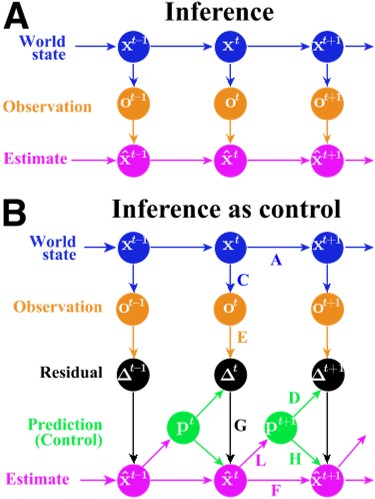 A
Inference
World
state
x^{t-1} x^t x^{t+1}
Observation
o^{t-1} o^t o^{t+1}
Estimate
x̂^{t-1} x̂^t x̂^{t+1}
B
Inference as control
World
state
x^{t-1} x^t x^{t+1}
A
C
Observation
o^{t-1} o^t o^{t+1}
E
Residual
Δ^{t-1} Δ^t Δ^{t+1}
D
Prediction
(Control)
p^t G p^{t+1}
L H
Estimate
x̂^{t-1} x̂^t x̂^{t+1}
F